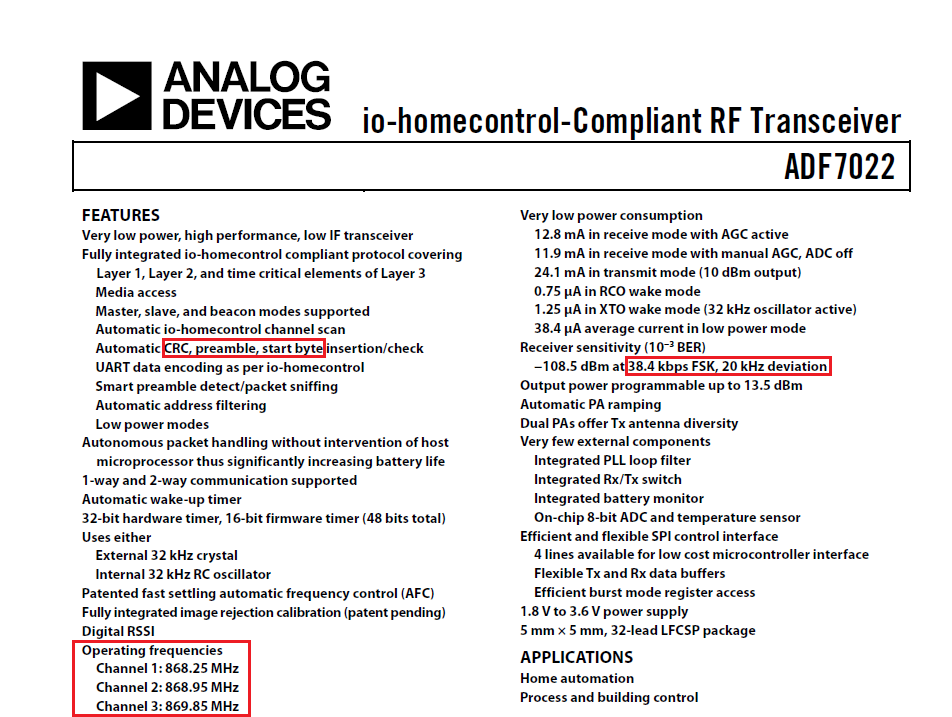 ANALOG
DEVICES
io-homecontrol-Compliant RF Transceiver
ADF7022
FEATURES
Very low power, high performance, low IF transceiver
Fully integrated io-homecontrol compliant protocol covering
Layer 1, Layer 2, and time critical elements of Layer 3
Media access
Master, slave, and beacon modes supported
Automatic io-homecontrol channel scan
Automatic CRC, preamble, start byte insertion/check
UART data encoding as per io-homecontrol
Smart preamble detect/packet sniffing
Automatic address filtering
Low power modes
Autonomous packet handling without intervention of host
microprocessor thus significantly increasing battery life
1-way and 2-way communication supported
Automatic wake-up timer
32-bit hardware timer, 16-bit firmware timer (48 bits total)
Uses either
External 32 kHz crystal
Internal 32 kHz RC oscillator
Patented fast settling automatic frequency control (AFC)
Fully integrated image rejection calibration (patent pending)
Digital RSSI
Operating frequencies
Channel 1: 868.25 MHz
Channel 2: 868.95 MHz
Channel 3: 869.85 MHz
Very low power consumption
12.8 mA in receive mode with AGC active
11.9 mA in receive mode with manual AGC, ADC off
24.1 mA in transmit mode (10 dBm output)
0.75 μA in RCO wake mode
1.25 μA in XTO wake mode (32 kHz oscillator active)
38.4 μA average current in low power mode
Receiver sensitivity (10⁻³ BER)
−108.5 dBm at 38.4 kbps FSK, 20 kHz deviation
Output power programmable up to 13.5 dBm
Automatic PA ramping
Dual PAs offer Tx antenna diversity
Very few external components
Integrated PLL loop filter
Integrated Rx/Tx switch
Integrated battery monitor
On-chip 8-bit ADC and temperature sensor
Efficient and flexible SPI control interface
4 lines available for low cost microcontroller interface
Flexible Tx and Rx data buffers
Efficient burst mode register access
1.8 V to 3.6 V power supply
5 mm × 5 mm, 32-lead LFCSP package
APPLICATIONS
Home automation
Process and building control